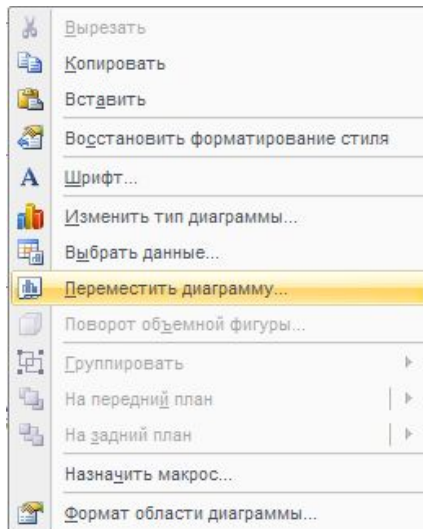 Вырезать
Копировать
Вставить
Восстановить форматирование стиля
Шрифт...
Изменить тип диаграммы...
Выбрать данные...
Переместить диаграмму...
Поворот объемной фигуры...
Группировать
На передний план
На задний план
Назначить макрос...
Формат области диаграммы...